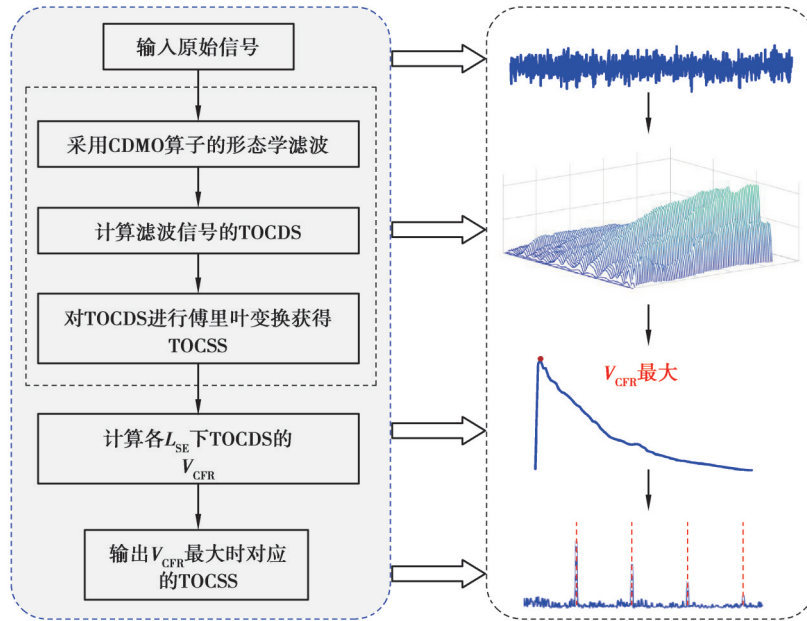 输入原始信号
采用CDMO算子的形态学滤波
计算滤波信号的TOCDS
对TOCDS进行傅里叶变换获得
TOCSS
计算各L_SE下TOCDS的
V_CFR
输出V_CFR最大时对应
的TOCSS
V_CFR最大